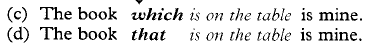 (c) The book which is on the table is mine.
(d) The book that is on the table is mine.